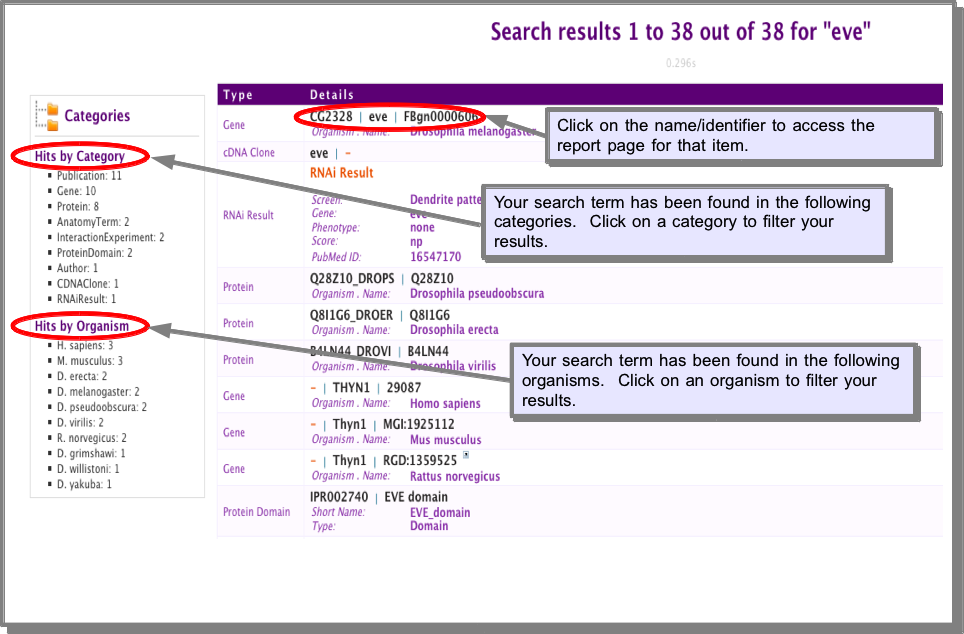 Search results 1 to 38 out of 38 for "eve"
0.296s
Categories
Hits by Category
Publication: 11
Gene: 10
Protein: 8
AnatomyTerm: 2
InteractionExperiment: 2
ProteinDomain: 2
Author: 1
CDNAClone: 1
RNAiResult: 1
Hits by Organism
H. sapiens: 3
M. musculus: 3
D. erecta: 2
D. melanogaster: 2
D. pseudoobscura: 2
D. virilis: 2
R. norvegicus: 2
D. grimshawi: 1
D. willistoni: 1
D. yakuba: 1
Type Details
Gene CG2328 | eve | FBgn0000606
Organism . Name: Drosophila melanogaster
cDNA Clone eve | -
RNAi Result
RNAi Result
Screen: Dendrite patte
Gene: eve
Phenotype: none
Score: np
PubMed ID: 16547170
Protein Q28Z10_DROPS | Q28Z10
Organism . Name: Drosophila pseudoobscura
Protein Q8I1G6_DROER | Q8I1G6
Organism . Name: Drosophila erecta
Protein B4LN44_DROVI | B4LN44
Organism . Name: Drosophila virilis
Gene - | THYN1 | 29087
Organism . Name: Homo sapiens
Gene - | Thyn1 | MGI:1925112
Organism . Name: Mus musculus
Gene - | Thyn1 | RGD:1359525
Organism . Name: Rattus norvegicus
Protein Domain IPR002740 | EVE domain
Short Name: EVE_domain
Type: Domain
Click on the name/identifier to access the
report page for that item.
Your search term has been found in the following
categories. Click on a category to filter your
results.
Your search term has been found in the following
organisms. Click on an organism to filter your
results.